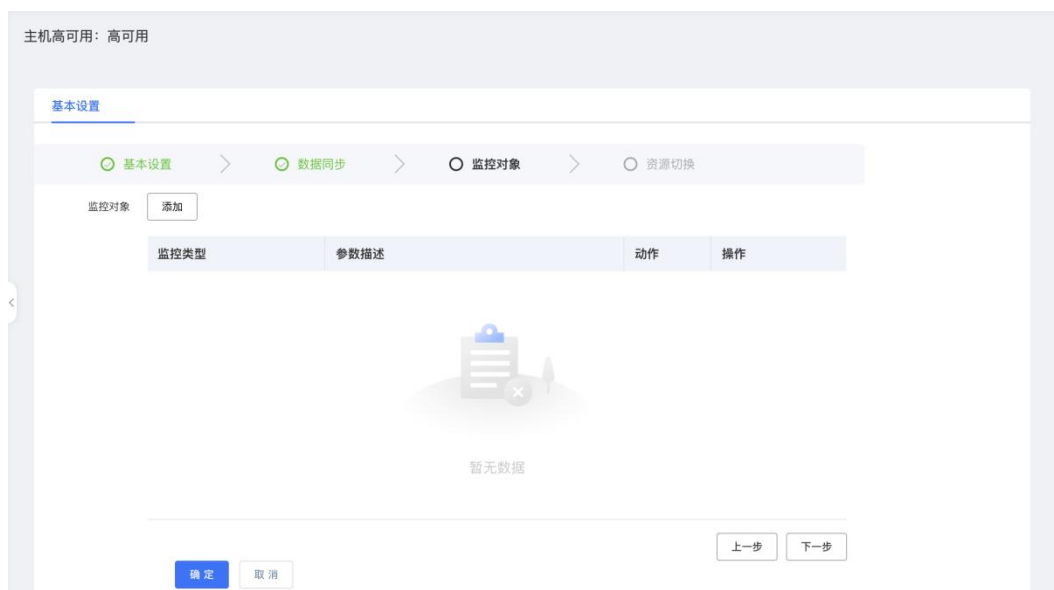 主机高可用：高可用
基本设置
基本设置 数据同步 监控对象 资源切换
监控对象 添加
监控类型 参数描述 动作 操作
暂无数据
上一步 下一步
确定 取消